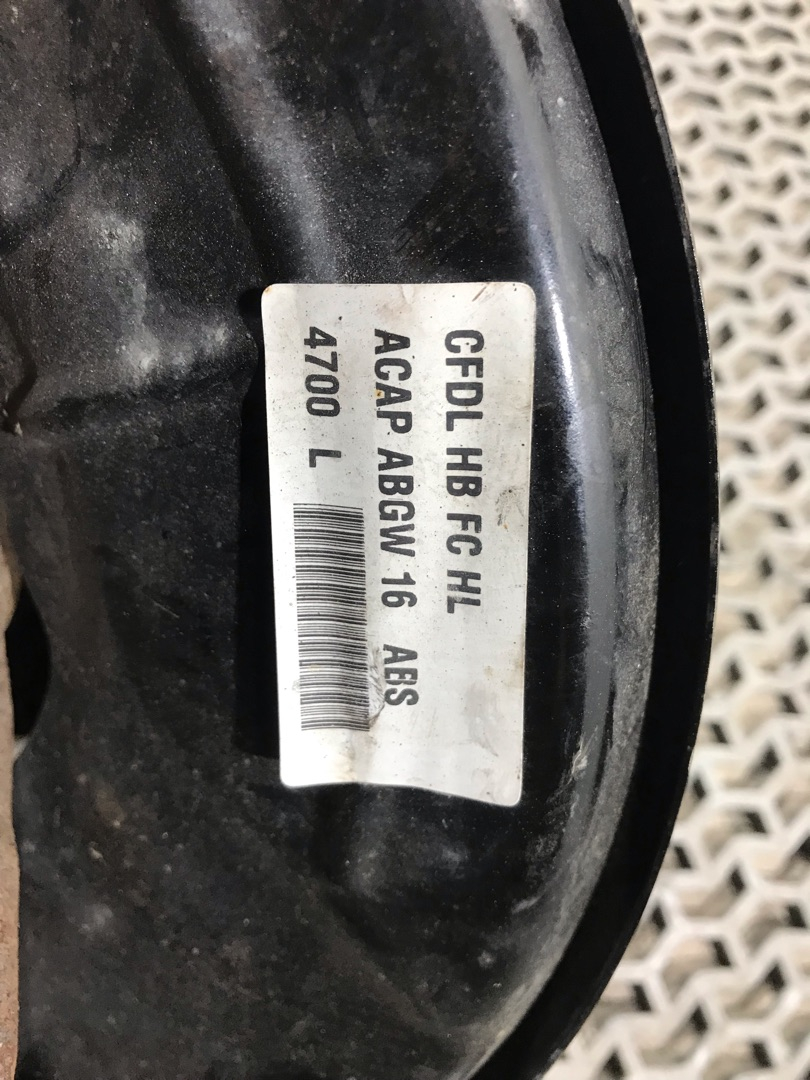 CFDL HB FC HL
ACAP ABGW 16 ABS
4700 L